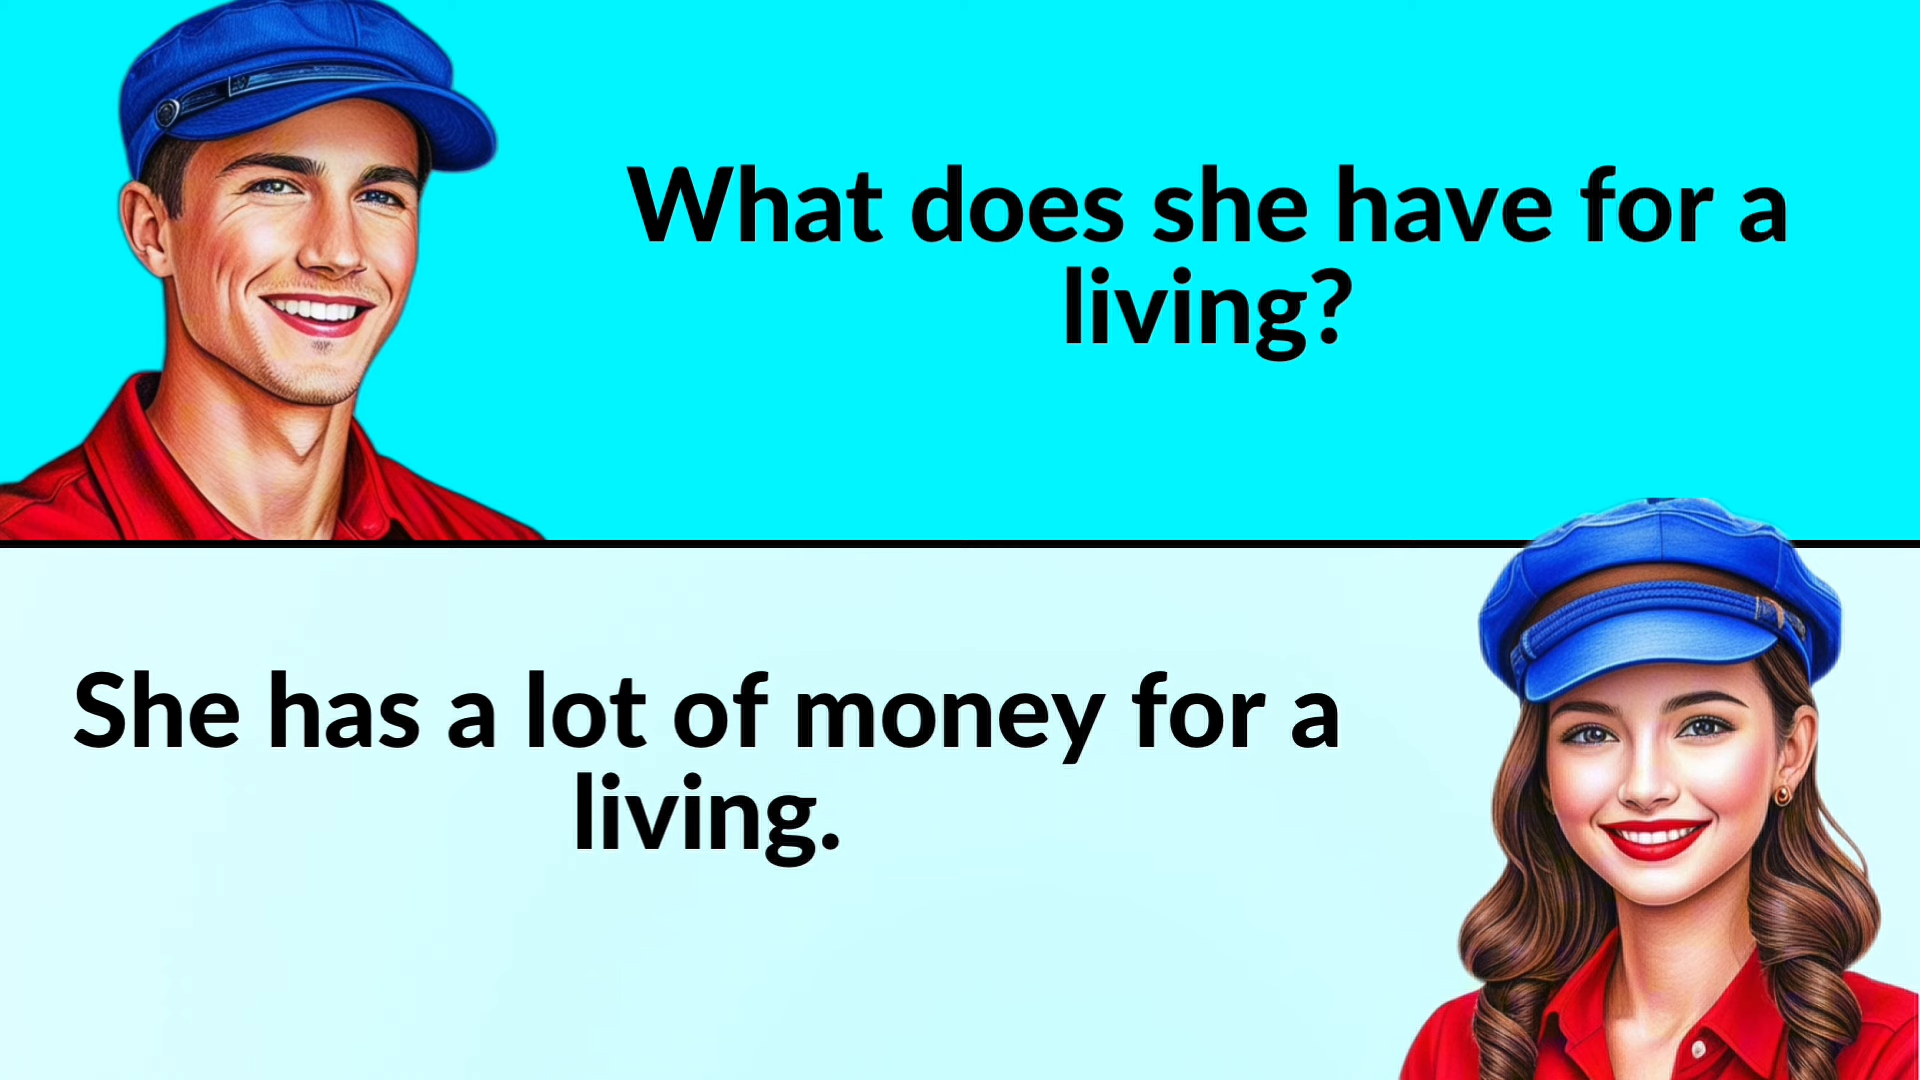 What does she have for a
living?
She has a lot of money for a
living.